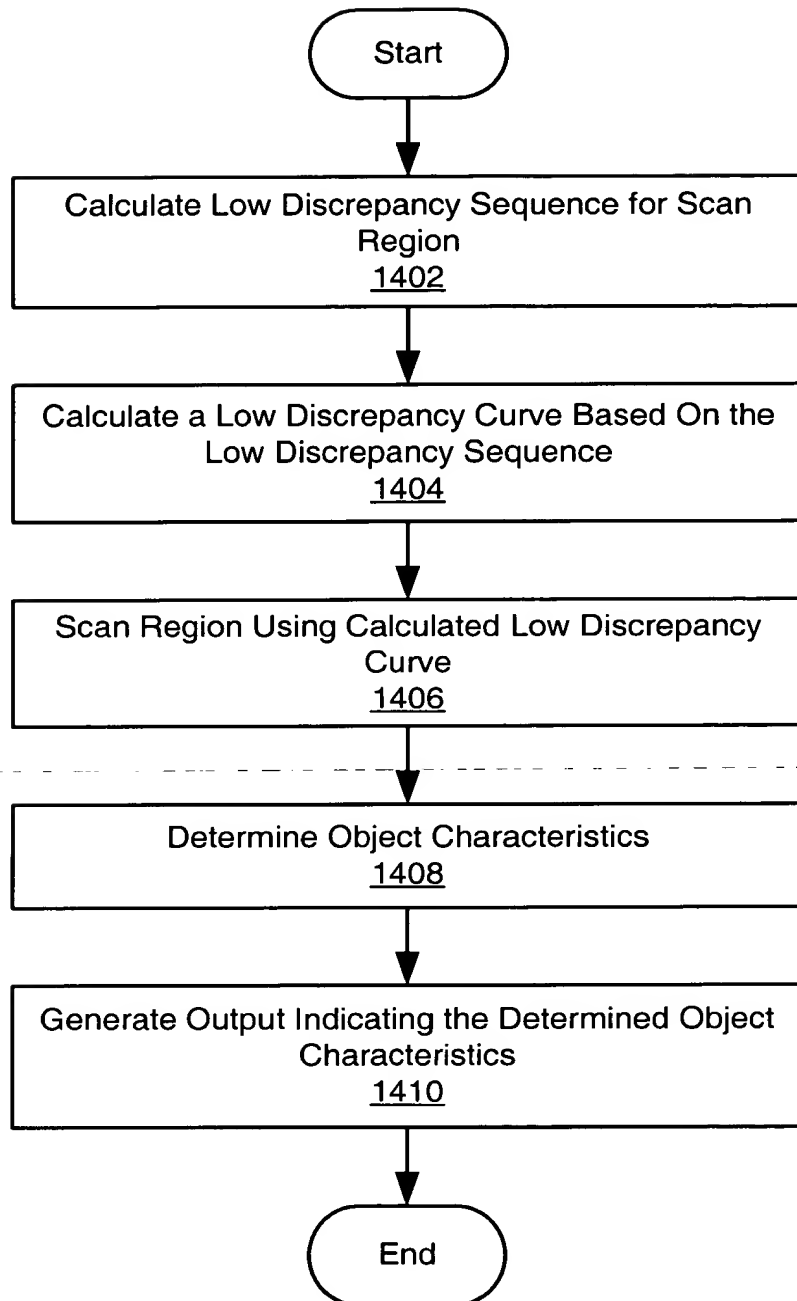 Start
Calculate Low Discrepancy Sequence for Scan
Region
1402
Calculate a Low Discrepancy Curve Based On the
Low Discrepancy Sequence
1404
Scan Region Using Calculated Low Discrepancy
Curve
1406
Determine Object Characteristics
1408
Generate Output Indicating the Determined Object
Characteristics
1410
End